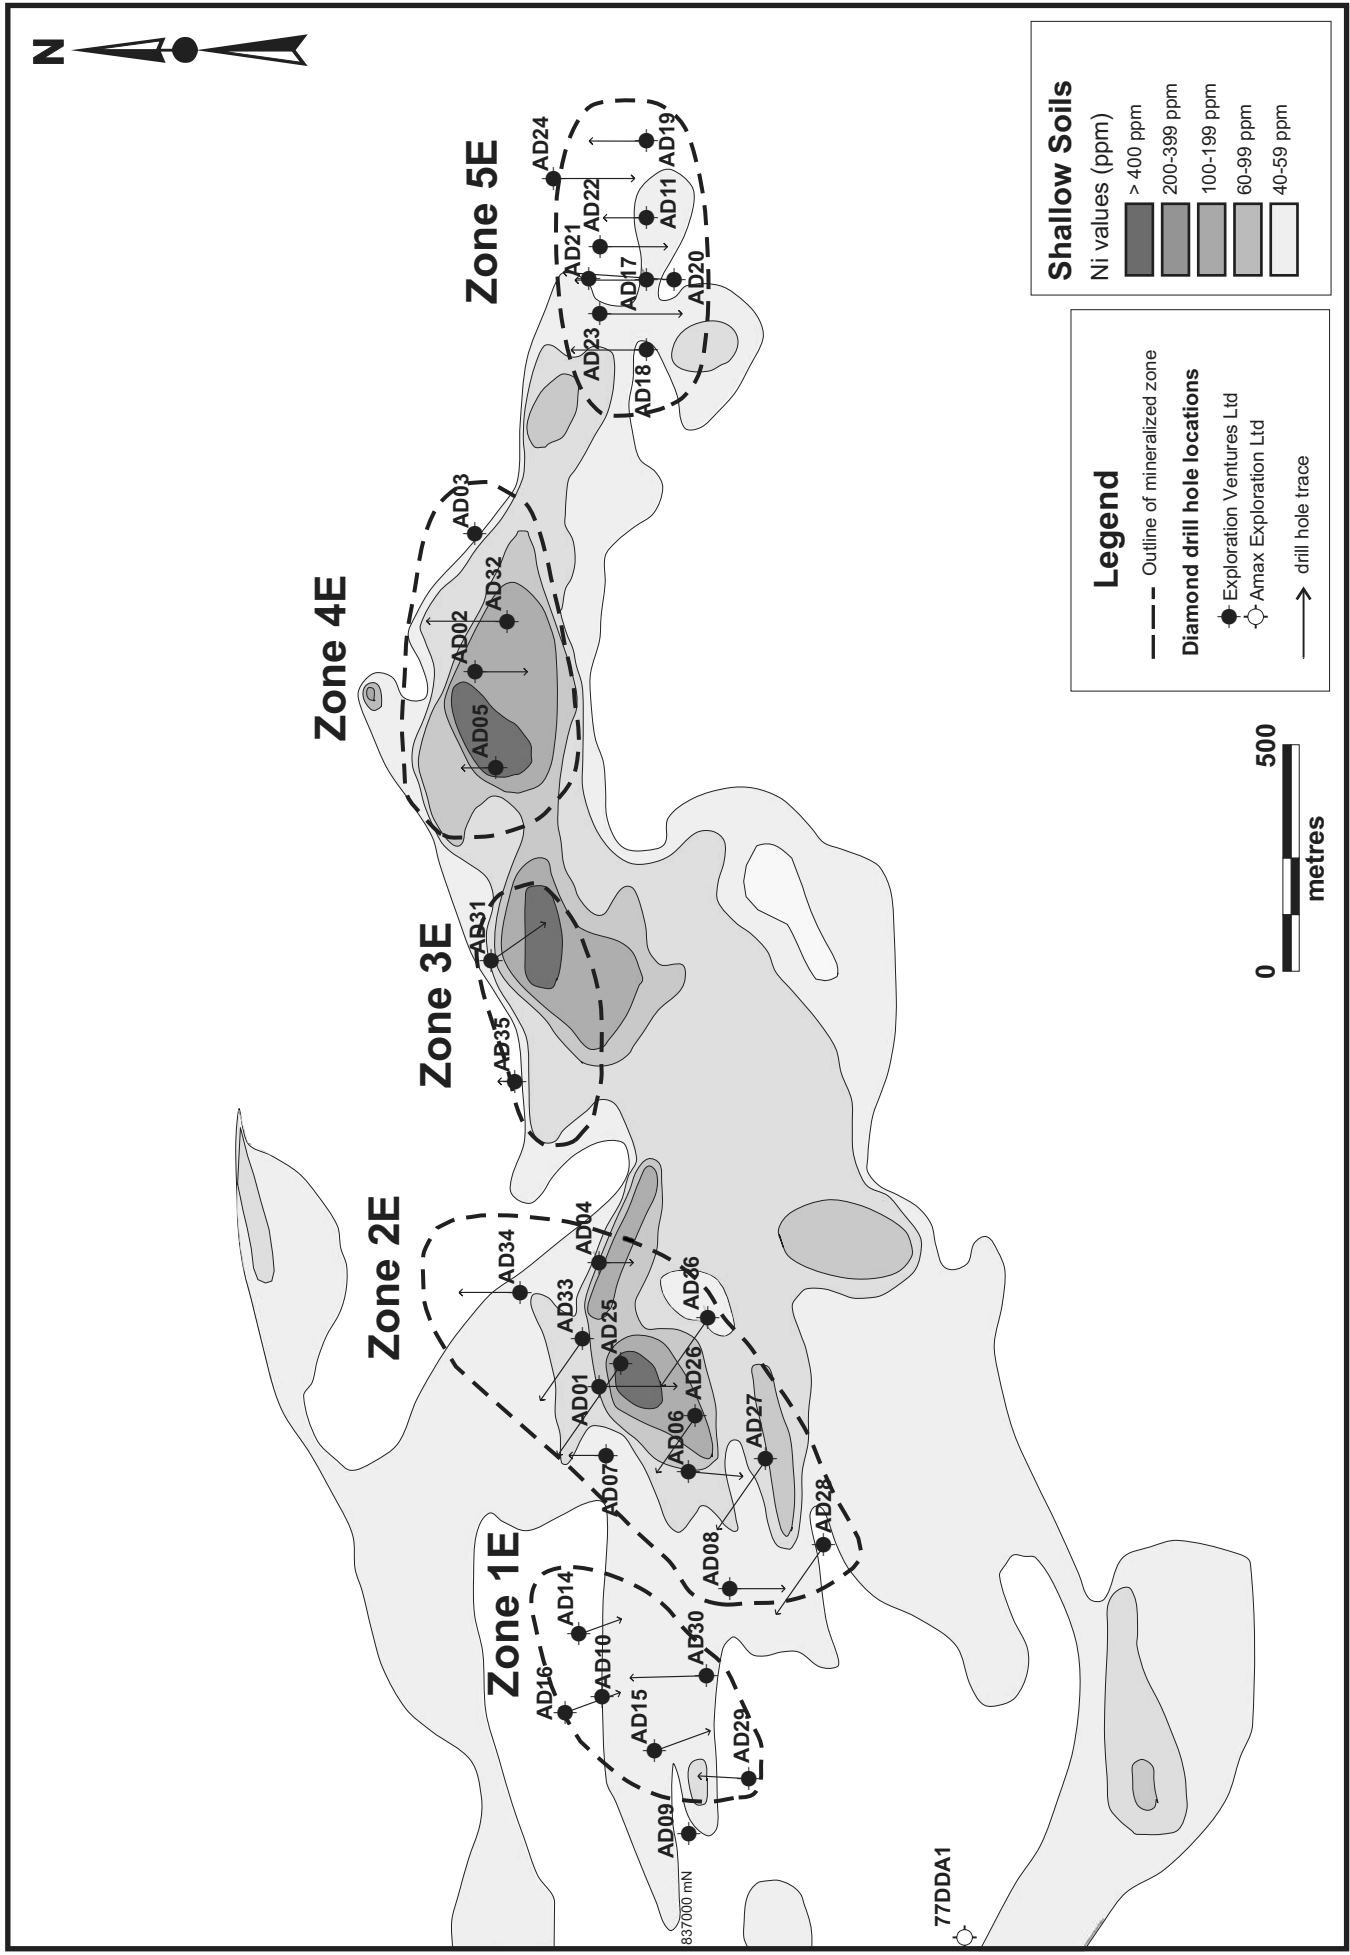 N
Zone 1E
Zone 2E
Zone 3E
Zone 4E
Zone 5E
AD24
AD19
AD22
AD11
AD21
AD17
AD20
AD23
AD18
AD03
AD32
AD02
AD05
AD31
AD35
AD34
AD04
AD33
AD25
AD36
AD01
AD26
AD06
AD27
AD07
AD28
AD08
AD14
AD10
AD30
AD16
AD15
AD29
AD09
837000 mN
77DDA1
0
500
metres
Legend
Outline of mineralized zone
Diamond drill hole locations
Exploration Ventures Ltd
Amax Exploration Ltd
drill hole trace
Shallow Soils
Ni values (ppm)
> 400 ppm
200-399 ppm
100-199 ppm
60-99 ppm
40-59 ppm